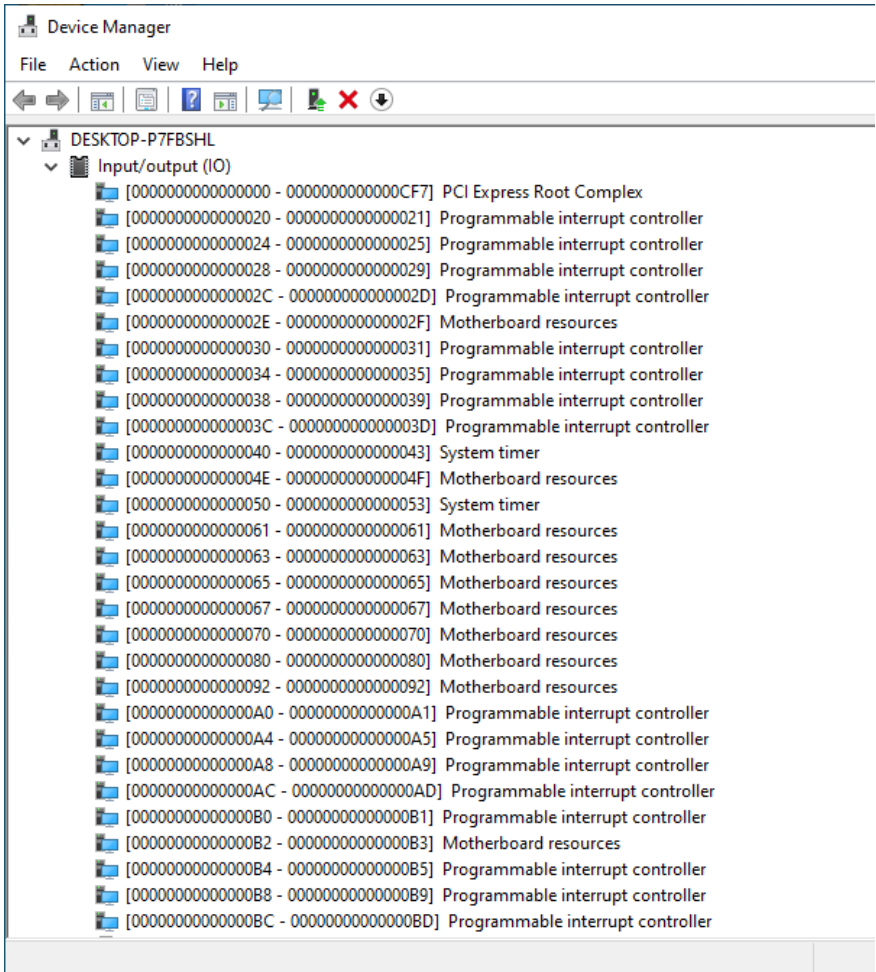 Device Manager
File Action View Help
DESKTOP-P7FBSHL
Input/output (IO)
[0000000000000000 - 0000000000000CF7] PCI Express Root Complex
[0000000000000020 - 0000000000000021] Programmable interrupt controller
[0000000000000024 - 0000000000000025] Programmable interrupt controller
[0000000000000028 - 0000000000000029] Programmable interrupt controller
[000000000000002C - 000000000000002D] Programmable interrupt controller
[000000000000002E - 000000000000002F] Motherboard resources
[0000000000000030 - 0000000000000031] Programmable interrupt controller
[0000000000000034 - 0000000000000035] Programmable interrupt controller
[0000000000000038 - 0000000000000039] Programmable interrupt controller
[000000000000003C - 000000000000003D] Programmable interrupt controller
[0000000000000040 - 0000000000000043] System timer
[000000000000004E - 000000000000004F] Motherboard resources
[0000000000000050 - 0000000000000053] System timer
[0000000000000061 - 0000000000000061] Motherboard resources
[0000000000000063 - 0000000000000063] Motherboard resources
[0000000000000065 - 0000000000000065] Motherboard resources
[0000000000000067 - 0000000000000067] Motherboard resources
[0000000000000070 - 0000000000000070] Motherboard resources
[0000000000000080 - 0000000000000080] Motherboard resources
[0000000000000092 - 0000000000000092] Motherboard resources
[00000000000000A0 - 00000000000000A1] Programmable interrupt controller
[00000000000000A4 - 00000000000000A5] Programmable interrupt controller
[00000000000000A8 - 00000000000000A9] Programmable interrupt controller
[00000000000000AC - 00000000000000AD] Programmable interrupt controller
[00000000000000B0 - 00000000000000B1] Programmable interrupt controller
[00000000000000B2 - 00000000000000B3] Motherboard resources
[00000000000000B4 - 00000000000000B5] Programmable interrupt controller
[00000000000000B8 - 00000000000000B9] Programmable interrupt controller
[00000000000000BC - 00000000000000BD] Programmable interrupt controller